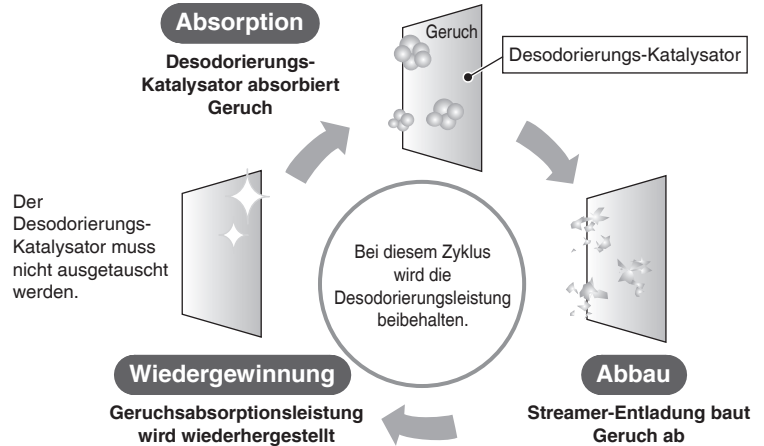 Absorption
Desodorierungs-
Katalysator absorbiert
Geruch
Geruch
Desodorierungs-Katalysator
Der
Desodorierungs-
Katalysator muss
nicht ausgetauscht
werden.
Bei diesem Zyklus
wird die
Desodorierungsleistung
beibehalten.
Wiedergewinnung
Geruchsabsorptionsleistung
wird wiederhergestellt
Abbau
Streamer-Entladung baut
Geruch ab